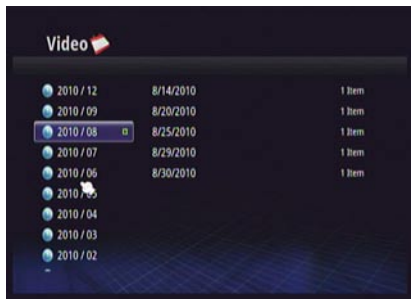 Video
2010 / 12 8/14/2010 1 Item
2010 / 09 8/20/2010 1 Item
2010 / 08 8/25/2010 1 Item
2010 / 07 8/29/2010 1 Item
2010 / 06 8/30/2010 1 Item
2010 / 05
2010 / 04
2010 / 03
2010 / 02